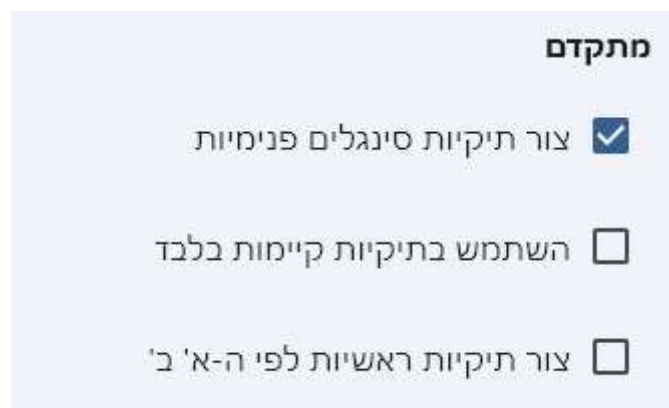 מתקדם
צור תיקיות סינגלים פנימיות
השתמש בתיקיות קיימות בלבד
צור תיקיות ראשיות לפי ה-א' ב'